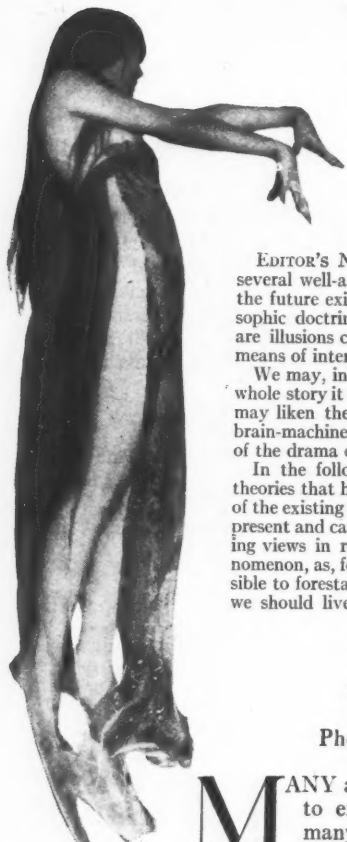 EDITOR'S
several well-a
the future exi
sophic doctrin
are illusions c
means of inter
We may, in
whole story it
may liken the
brain-machine
of the drama o
In the follo
theories that h
of the existing
present and ca
ing views in r
nomenon, as, fo
sible to foresta
we should live
Ph
MANY a
to e
many